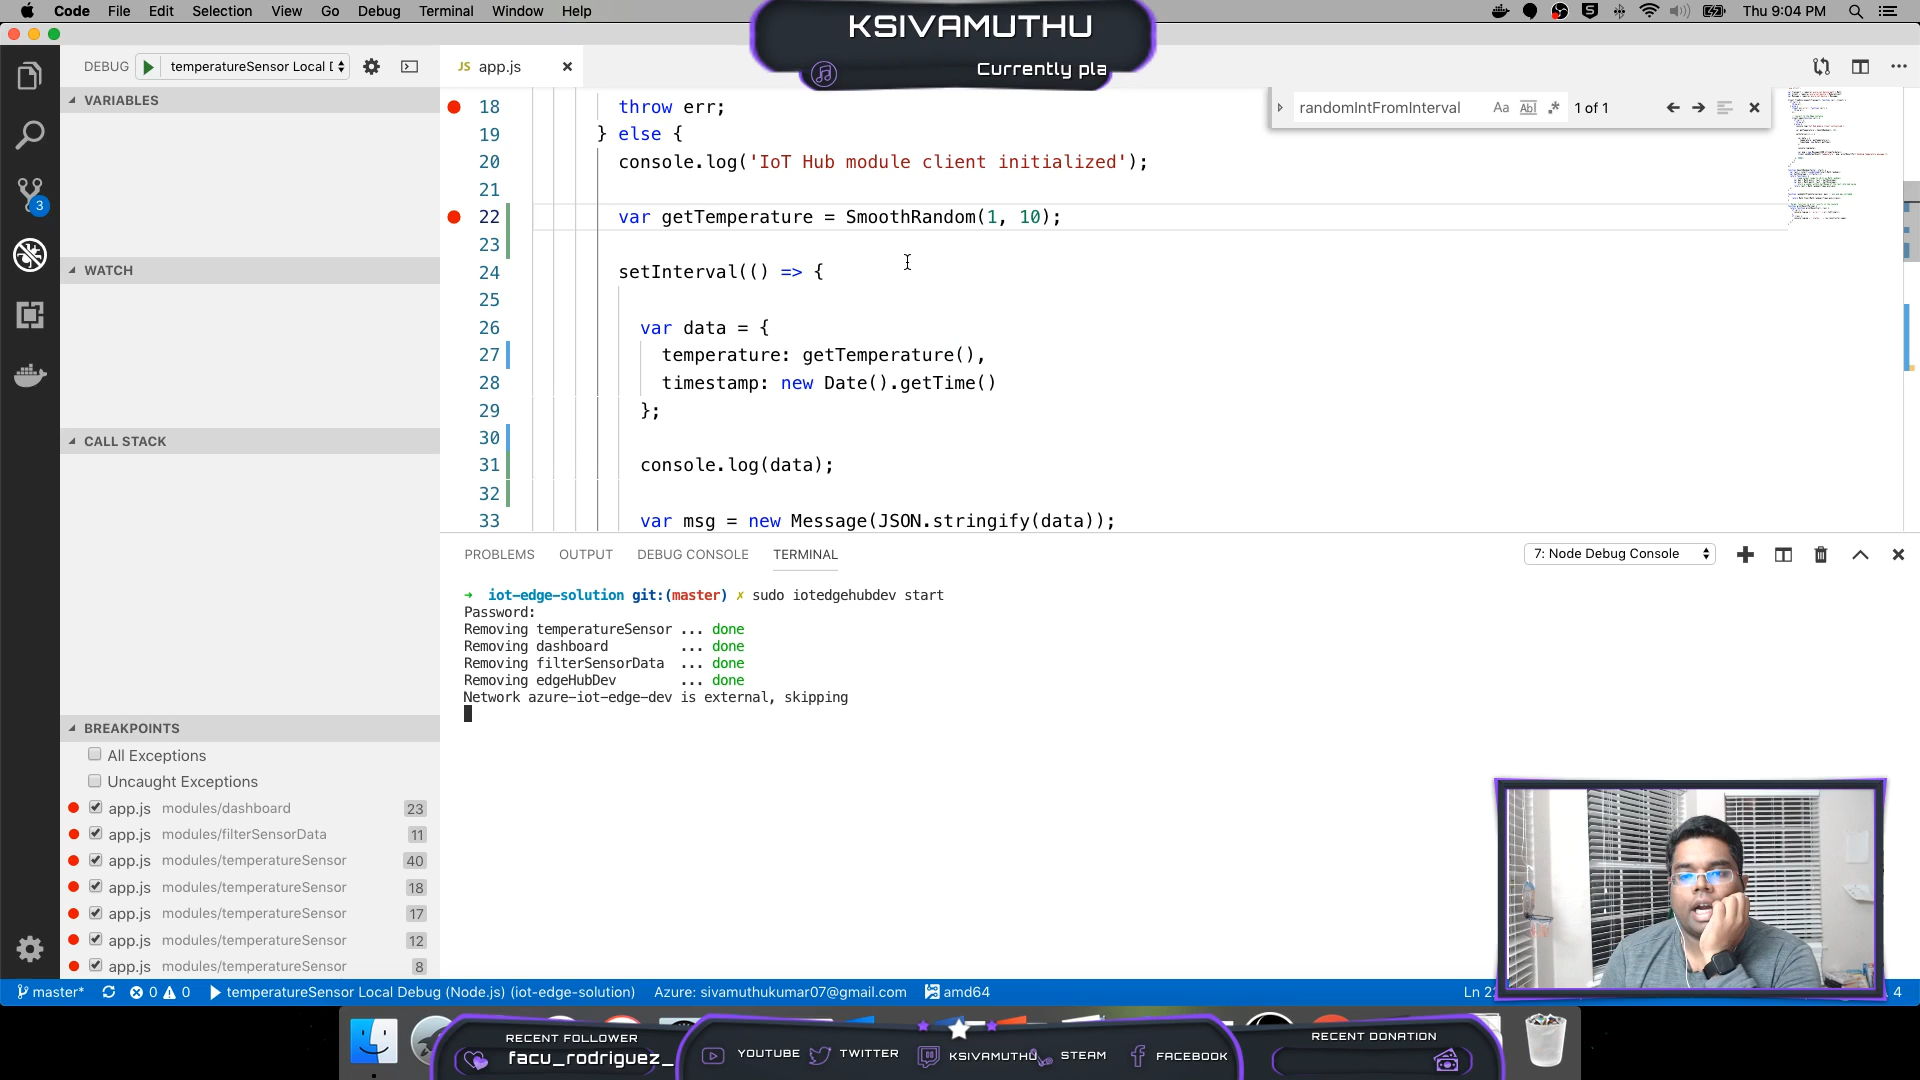 Code File Edit Selection View Go Debug Terminal Window Help
Thu 9:04 PM
KSIVAMUTHU
Currently pla
DEBUG
JS app.js
VARIABLES
WATCH
CALL STACK
BREAKPOINTS
All Exceptions
Uncaught Exceptions
app.js modules/dashboard 23
app.js modules/filterSensorData 11
app.js modules/temperatureSensor 40
app.js modules/temperatureSensor 18
app.js modules/temperatureSensor 17
app.js modules/temperatureSensor 12
app.js modules/temperatureSensor 8
3
randomIntFromInterval Aa Abl 1 of 1
18 throw err;
19 } else {
20 console.log('IoT Hub module client initialized');
21
22 var getTemperature = SmoothRandom(1, 10);
23
24 setInterval(() => {
25
26 var data = {
27 temperature: getTemperature(),
28 timestamp: new Date().getTime()
29 };
30
31 console.log(data);
32
33 var msg = new Message(JSON.stringify(data));
PROBLEMS OUTPUT DEBUG CONSOLE TERMINAL
7: Node Debug Console
→ iot-edge-solution git:(master) ✗ sudo iotedgehubdev start
Password:
Removing temperatureSensor ... done
Removing dashboard ... done
Removing filterSensorData ... done
Removing edgeHubDev ... done
Network azure-iot-edge-dev is external, skipping
master* 0 0 temperatureSensor Local Debug (Node.js) (iot-edge-solution) Azure: sivamuthukumar07@gmail.com amd64
4
RECENT FOLLOWER
facu_rodriguez_
YOUTUBE TWITTER KSIVAMUTHU STEAM FACEBOOK
RECENT DONATION